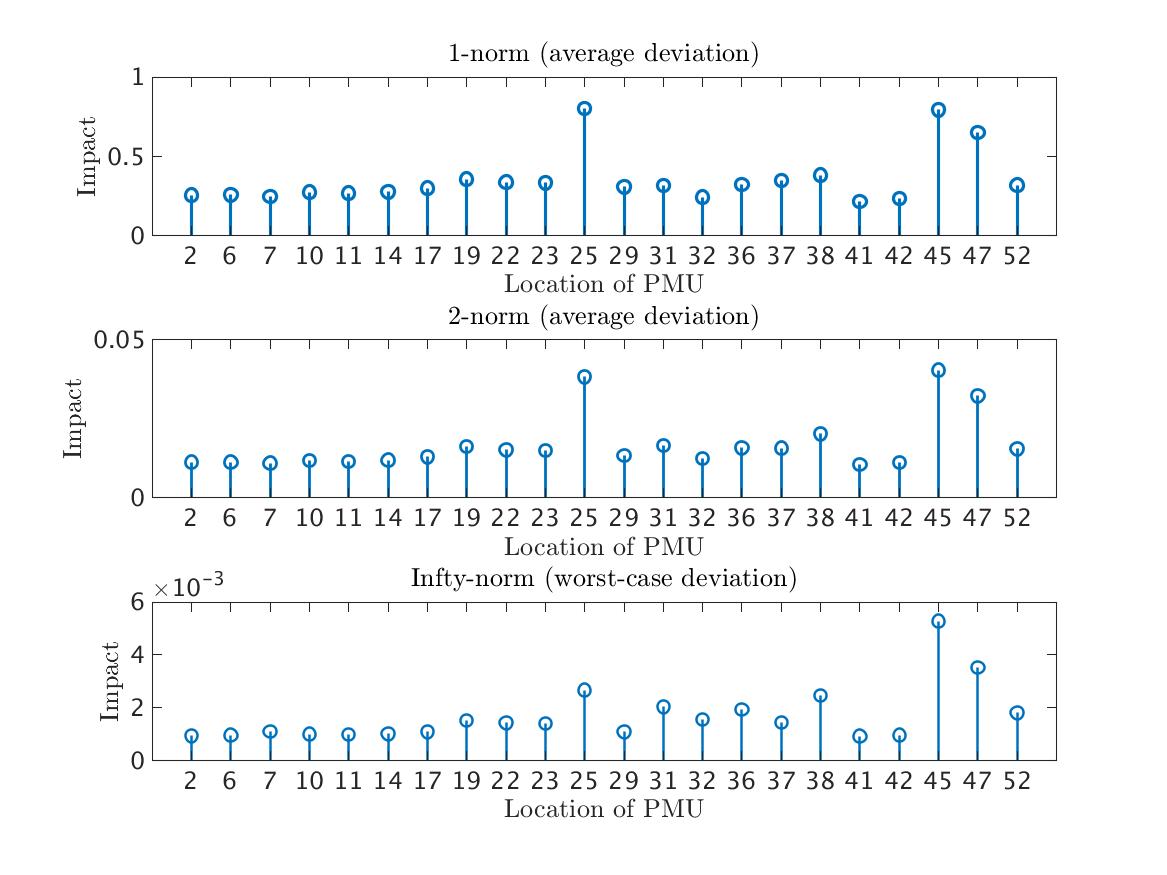 1-norm (average deviation)
1
0.5
0
Impact
2 6 7 10 11 14 17 19 22 23 25 29 31 32 36 37 38 41 42 45 47 52
Location of PMU
2-norm (average deviation)
0.05
0
Impact
2 6 7 10 11 14 17 19 22 23 25 29 31 32 36 37 38 41 42 45 47 52
Location of PMU
Infty-norm (worst-case deviation)
×10⁻³
6
4
2
0
Impact
2 6 7 10 11 14 17 19 22 23 25 29 31 32 36 37 38 41 42 45 47 52
Location of PMU